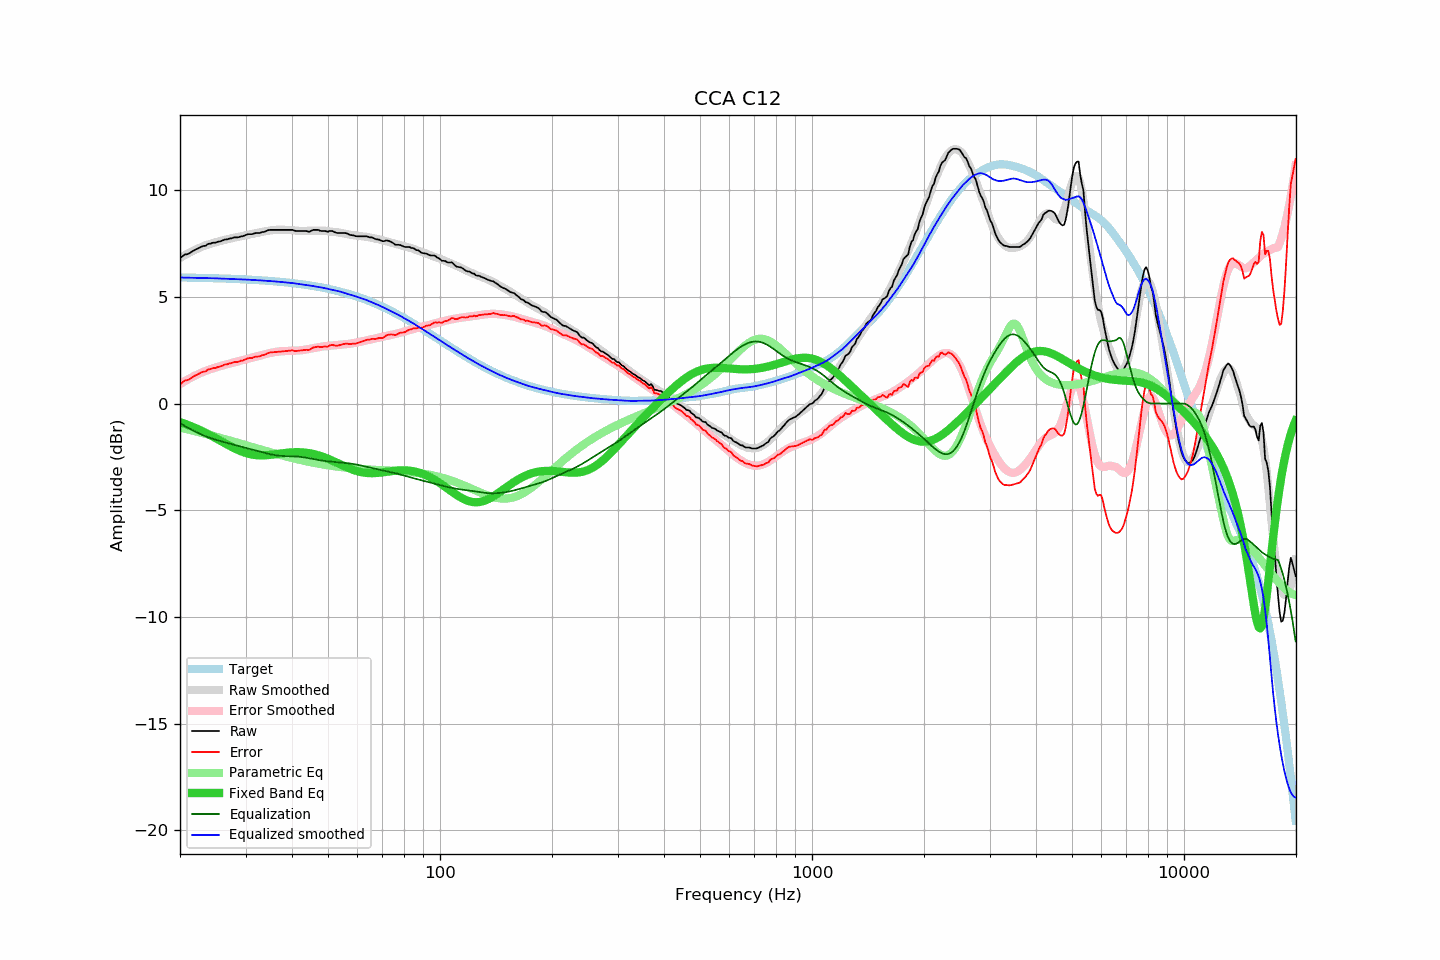 CCA C12
10
5
0
−5
−10
−15
−20
Amplitude (dBr)
Target
Raw Smoothed
Error Smoothed
Raw
Error
Parametric Eq
Fixed Band Eq
Equalization
Equalized smoothed
100
1000
10000
Frequency (Hz)